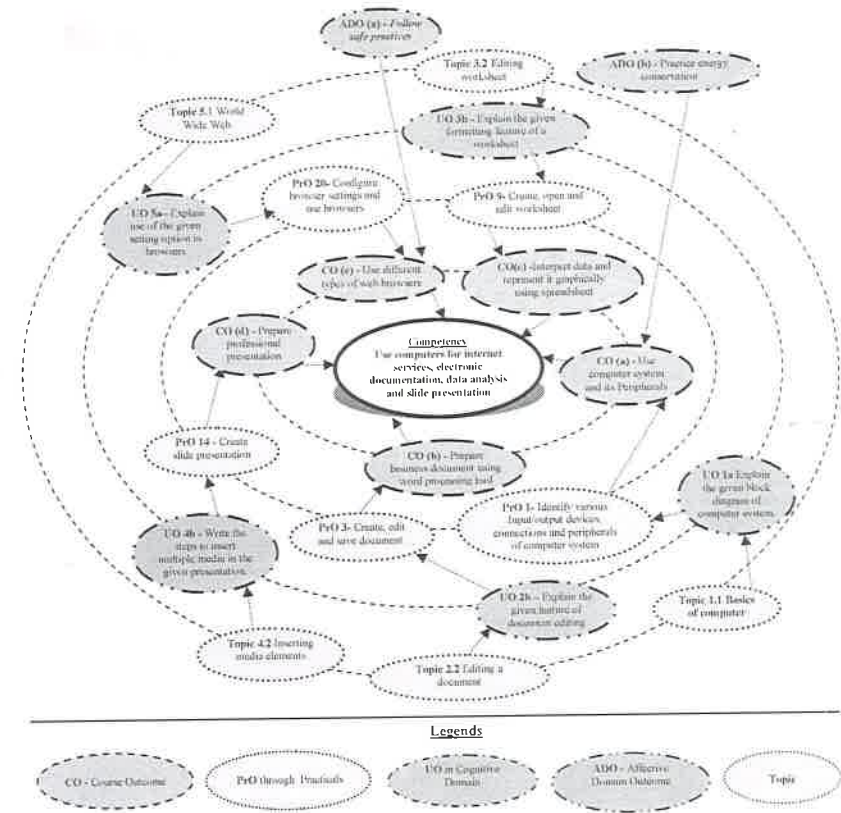 ADO (a) - Follow
safe practices
Topic 3.2 Editing
worksheet
ADO (b) - Practice energy
conservation
Topic 5.1 World
Wide Web
UO 3b - Explain the given
formatting feature of a
worksheet
PrO 20- Configure
browser settings and
use browsers
PrO 9- Create, open and
edit worksheet
UO 5a – Explain
use of the given
setting option in
browsers
CO (e) - Use different
types of web browsers
CO(c) -Interpret data and
represent it graphically
using spreadsheet
CO (d) - Prepare
professional
presentation
Competency
Use computers for internet
services, electronic
documentation, data analysis
and slide presentation
CO (a) - Use
computer system
and its Peripherals
PrO 14 - Create
slide presentation
CO (b) - Prepare
business document using
word processing tool
UO 1a Explain
the given block
diagram of
computer system.
PrO 1- Identify various
Input/output devices,
connections and peripherals
of computer system
PrO 3- Create, edit
and save document
UO 4b - Write the
steps to insert
multiple media in the
given presentation.
UO 2b – Explain the
given feature of
document editing
Topic 1.1 Basics
of computer
Topic 4.2 Inserting
media elements
Topic 2.2 Editing a
document
Legends
CO - Course Outcome
PrO through Practicals
UO in Cognitive
Domain
ADO - Affective
Domain Outcome
Topic